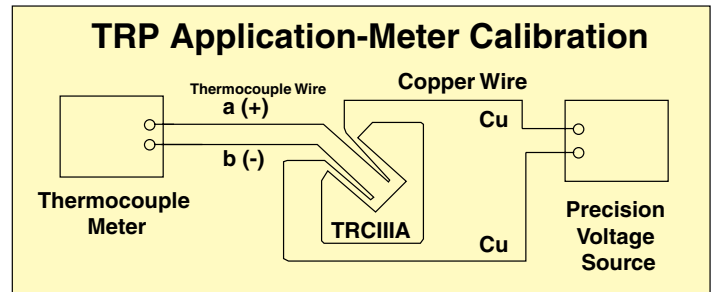 TRP Application-Meter Calibration
Thermocouple Wire
a (+)
b (-)
Copper Wire
Cu
Thermocouple
Meter
TRCIIIA
Cu
Precision
Voltage
Source